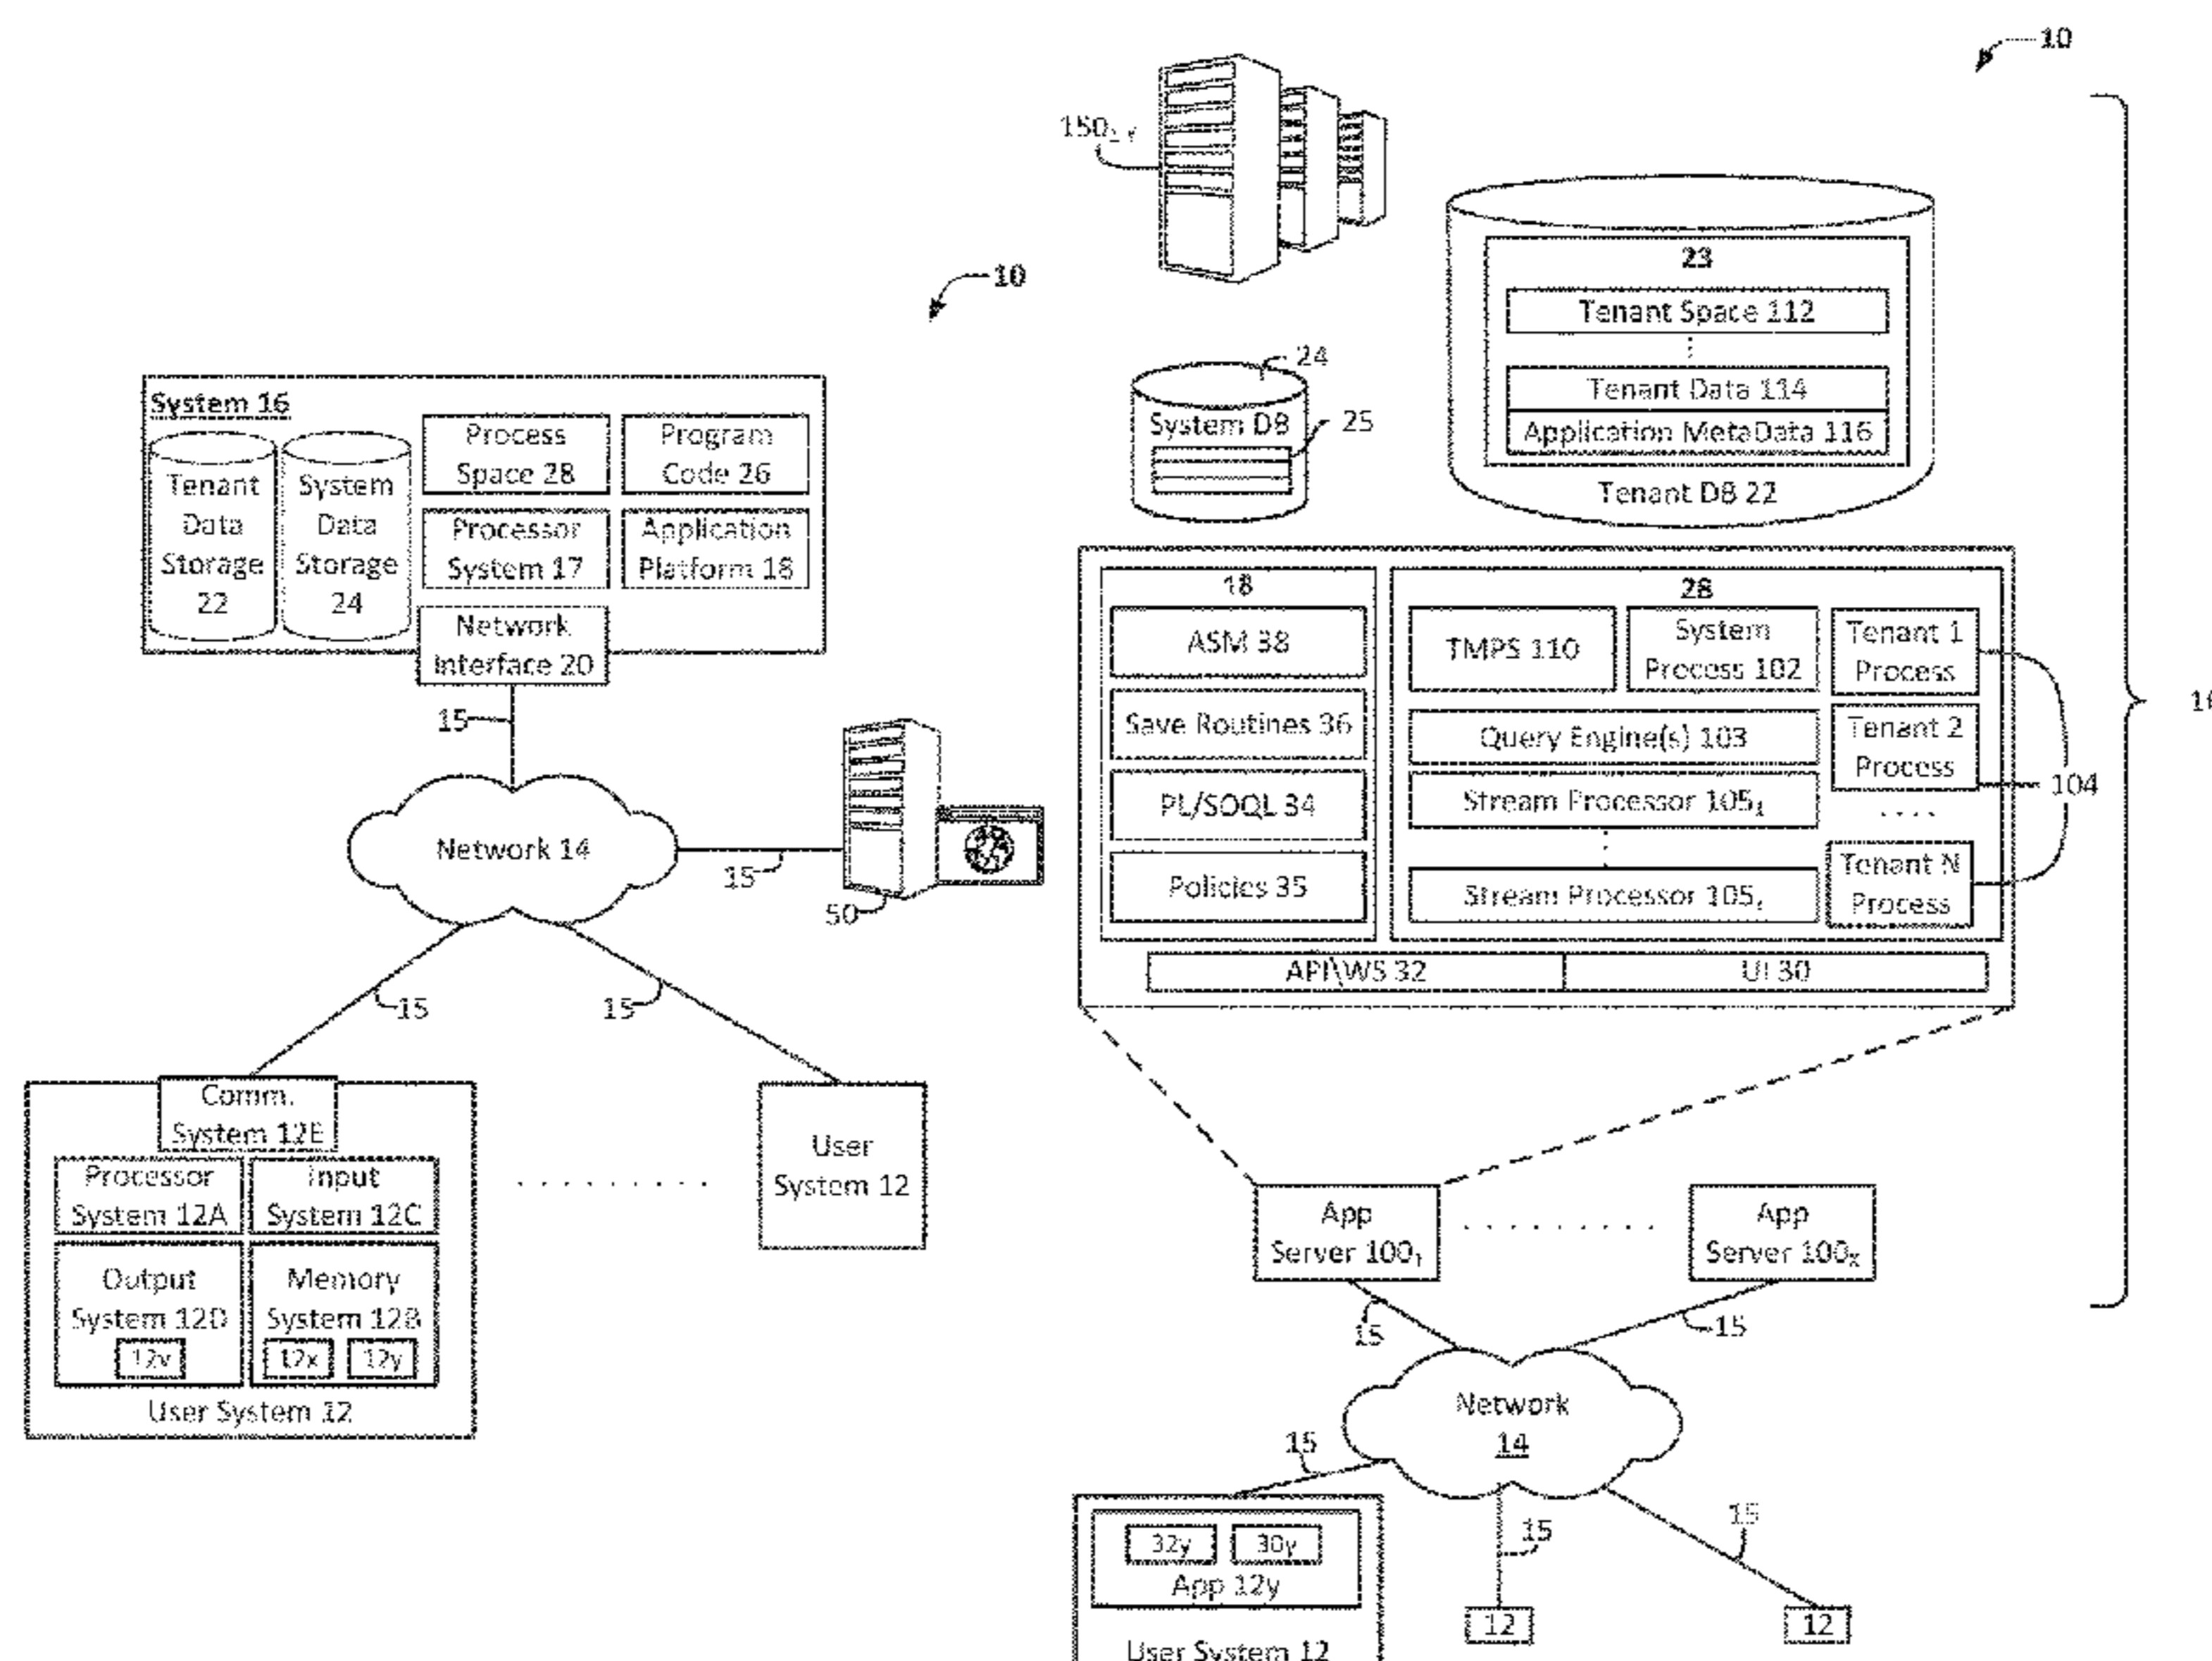 10
System 16
Tenant
Data
Storage
22
System
Data
Storage
24
Process
Space 28
Program
Code 26
Processor
System 17
Application
Platform 18
Network
Interface 20
15
Network 14
15
50
15
15
Comm.
System 12E
Processor
System 12A
Input
System 12C
Output
System 12D
12v
Memory
System 12B
12x
12y
User System 12
. . . . . . . . .
User
System 12
10
150
23
Tenant Space 112
Tenant Data 114
Application MetaData 116
Tenant DB 22
24
System DB
25
18
ASM 38
Save Routines 36
PL/SOQL 34
Policies 35
28
TMPS 110
System
Process 102
Query Engine(s) 103
Stream Processor 105₁
Stream Processor 105
Tenant 1
Process
Tenant 2
Process
. . . .
Tenant N
Process
104
API\WS 32
UI 30
App
Server 100₁
. . . . . . . . .
App
Server 100ₓ
15
15
Network
14
15
15
15
32y
30y
App 12y
User System 12
12
12